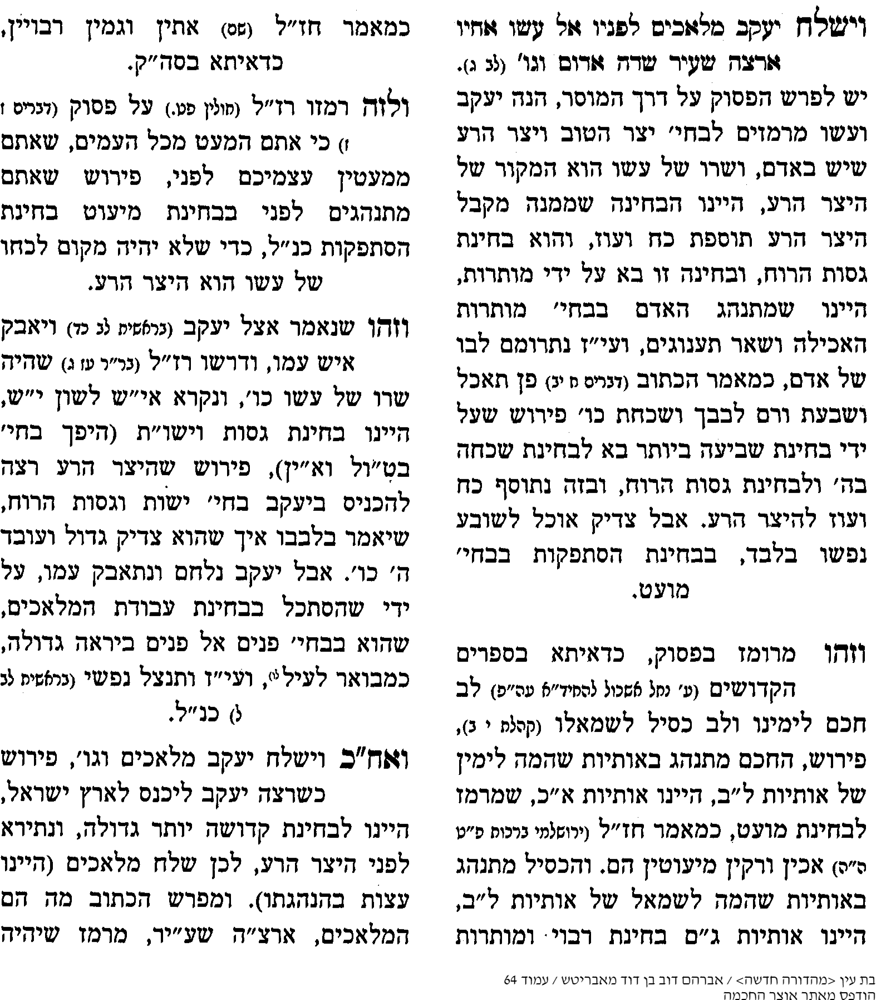 וישלח יעקב מלאכים לפניו אל עשו אחיו
ארצה שעיר שדה אדום וגו' (לב ג).
יש לפרש הפסוק על דרך המוסר, הנה יעקב
ועשו מרמזים לבחי' יצר הטוב ויצר הרע
שיש באדם, ושרו של עשו הוא המקור של
היצר הרע, היינו הבחינה שממנה מקבל
היצר הרע תוספת כח ועוז, והוא בחינת
גסות הרוח, ובחינה זו בא על ידי מותרות,
היינו שמתנהג האדם בבחי' מותרות
האכילה ושאר תענוגים, ועי"ז נתרומם לבו
של אדם, כמאמר הכתוב (דברים ח יב) פן תאכל
ושבעת ורם לבבך ושכחת כו' פירוש שעל
ידי בחינת שביעה ביותר בא לבחינת שכחה
בה' ולבחינת גסות הרוח, ובזה נתוסף כח
ועוז להיצר הרע. אבל צדיק אוכל לשובע
נפשו בלבד, בבחינת הסתפקות בבחי'
מועט.
וזהו מרומז בפסוק, כדאיתא בספרים
הקדושים (ע' נחל אשכול להחיד"א עה"פ) לב
חכם לימינו ולב כסיל לשמאלו (קהלת י ב),
פירוש, החכם מתנהג באותיות שהמה לימין
של אותיות ל"ב, היינו אותיות א"כ, שמרמז
לבחינת מועט, כמאמר חז"ל (ירושלמי ברכות פ"ט
ה"ה) אכין ורקין מיעוטין הם. והכסיל מתנהג
באותיות שהמה לשמאל של אותיות ל"ב,
היינו אותיות ג"ם בחינת רבוי ומותרות
כמאמר חז"ל (שם) אתין וגמין רבויין,
כדאיתא בסה"ק.
ולזה רמזו רז"ל (חולין פט.) על פסוק (דברים ז
ז) כי אתם המעט מכל העמים, שאתם
ממעטין עצמיכם לפני, פירוש שאתם
מתנהגים לפני בבחינת מיעוט בחינת
הסתפקות כנ"ל, כדי שלא יהיה מקום לכחו
של עשו הוא היצר הרע.
וזהו שנאמר אצל יעקב (בראשית לב כד) ויאבק
איש עמו, ודרשו רז"ל (בר"ר עז ג) שהיה
שרו של עשו כו', ונקרא אי"ש לשון י"ש,
היינו בחינת גסות וישו"ת (היפך בחי'
בט"ול וא"ין), פירוש שהיצר הרע רצה
להכניס ביעקב בחי' ישות וגסות הרוח,
שיאמר בלבבו איך שהוא צדיק גדול ועובד
ה' כו'. אבל יעקב נלחם ונתאבק עמו, על
ידי שהסתכל בבחינת עבודת המלאכים,
שהוא בבחי' פנים אל פנים ביראה גדולה,
כמבואר לעיל, ועי"ז ותנצל נפשי (בראשית לב
ל) כנ"ל.
ואח"כ וישלח יעקב מלאכים וגו', פירוש
כשרצה יעקב ליכנס לארץ ישראל,
היינו לבחינת קדושה יותר גדולה, ונתירא
לפני היצר הרע, לכן שלח מלאכים (היינו
עצות בהנהגתו). ומפרש הכתוב מה הם
המלאכים, ארצ"ה שע"יר, מרמז שיהיה
בת עין <מהדורה חדשה> / אברהם דוב בן דוד מאבריטש / עמוד 64
הודפס מאתר אוצר החכמה